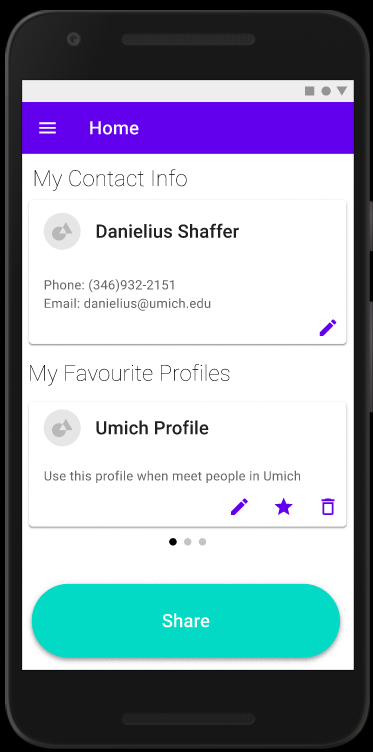 Home
My Contact Info
Danielius Shaffer
Phone: (346)932-2151
Email: danielius@umich.edu
My Favourite Profiles
Umich Profile
Use this profile when meet people in Umich
Share